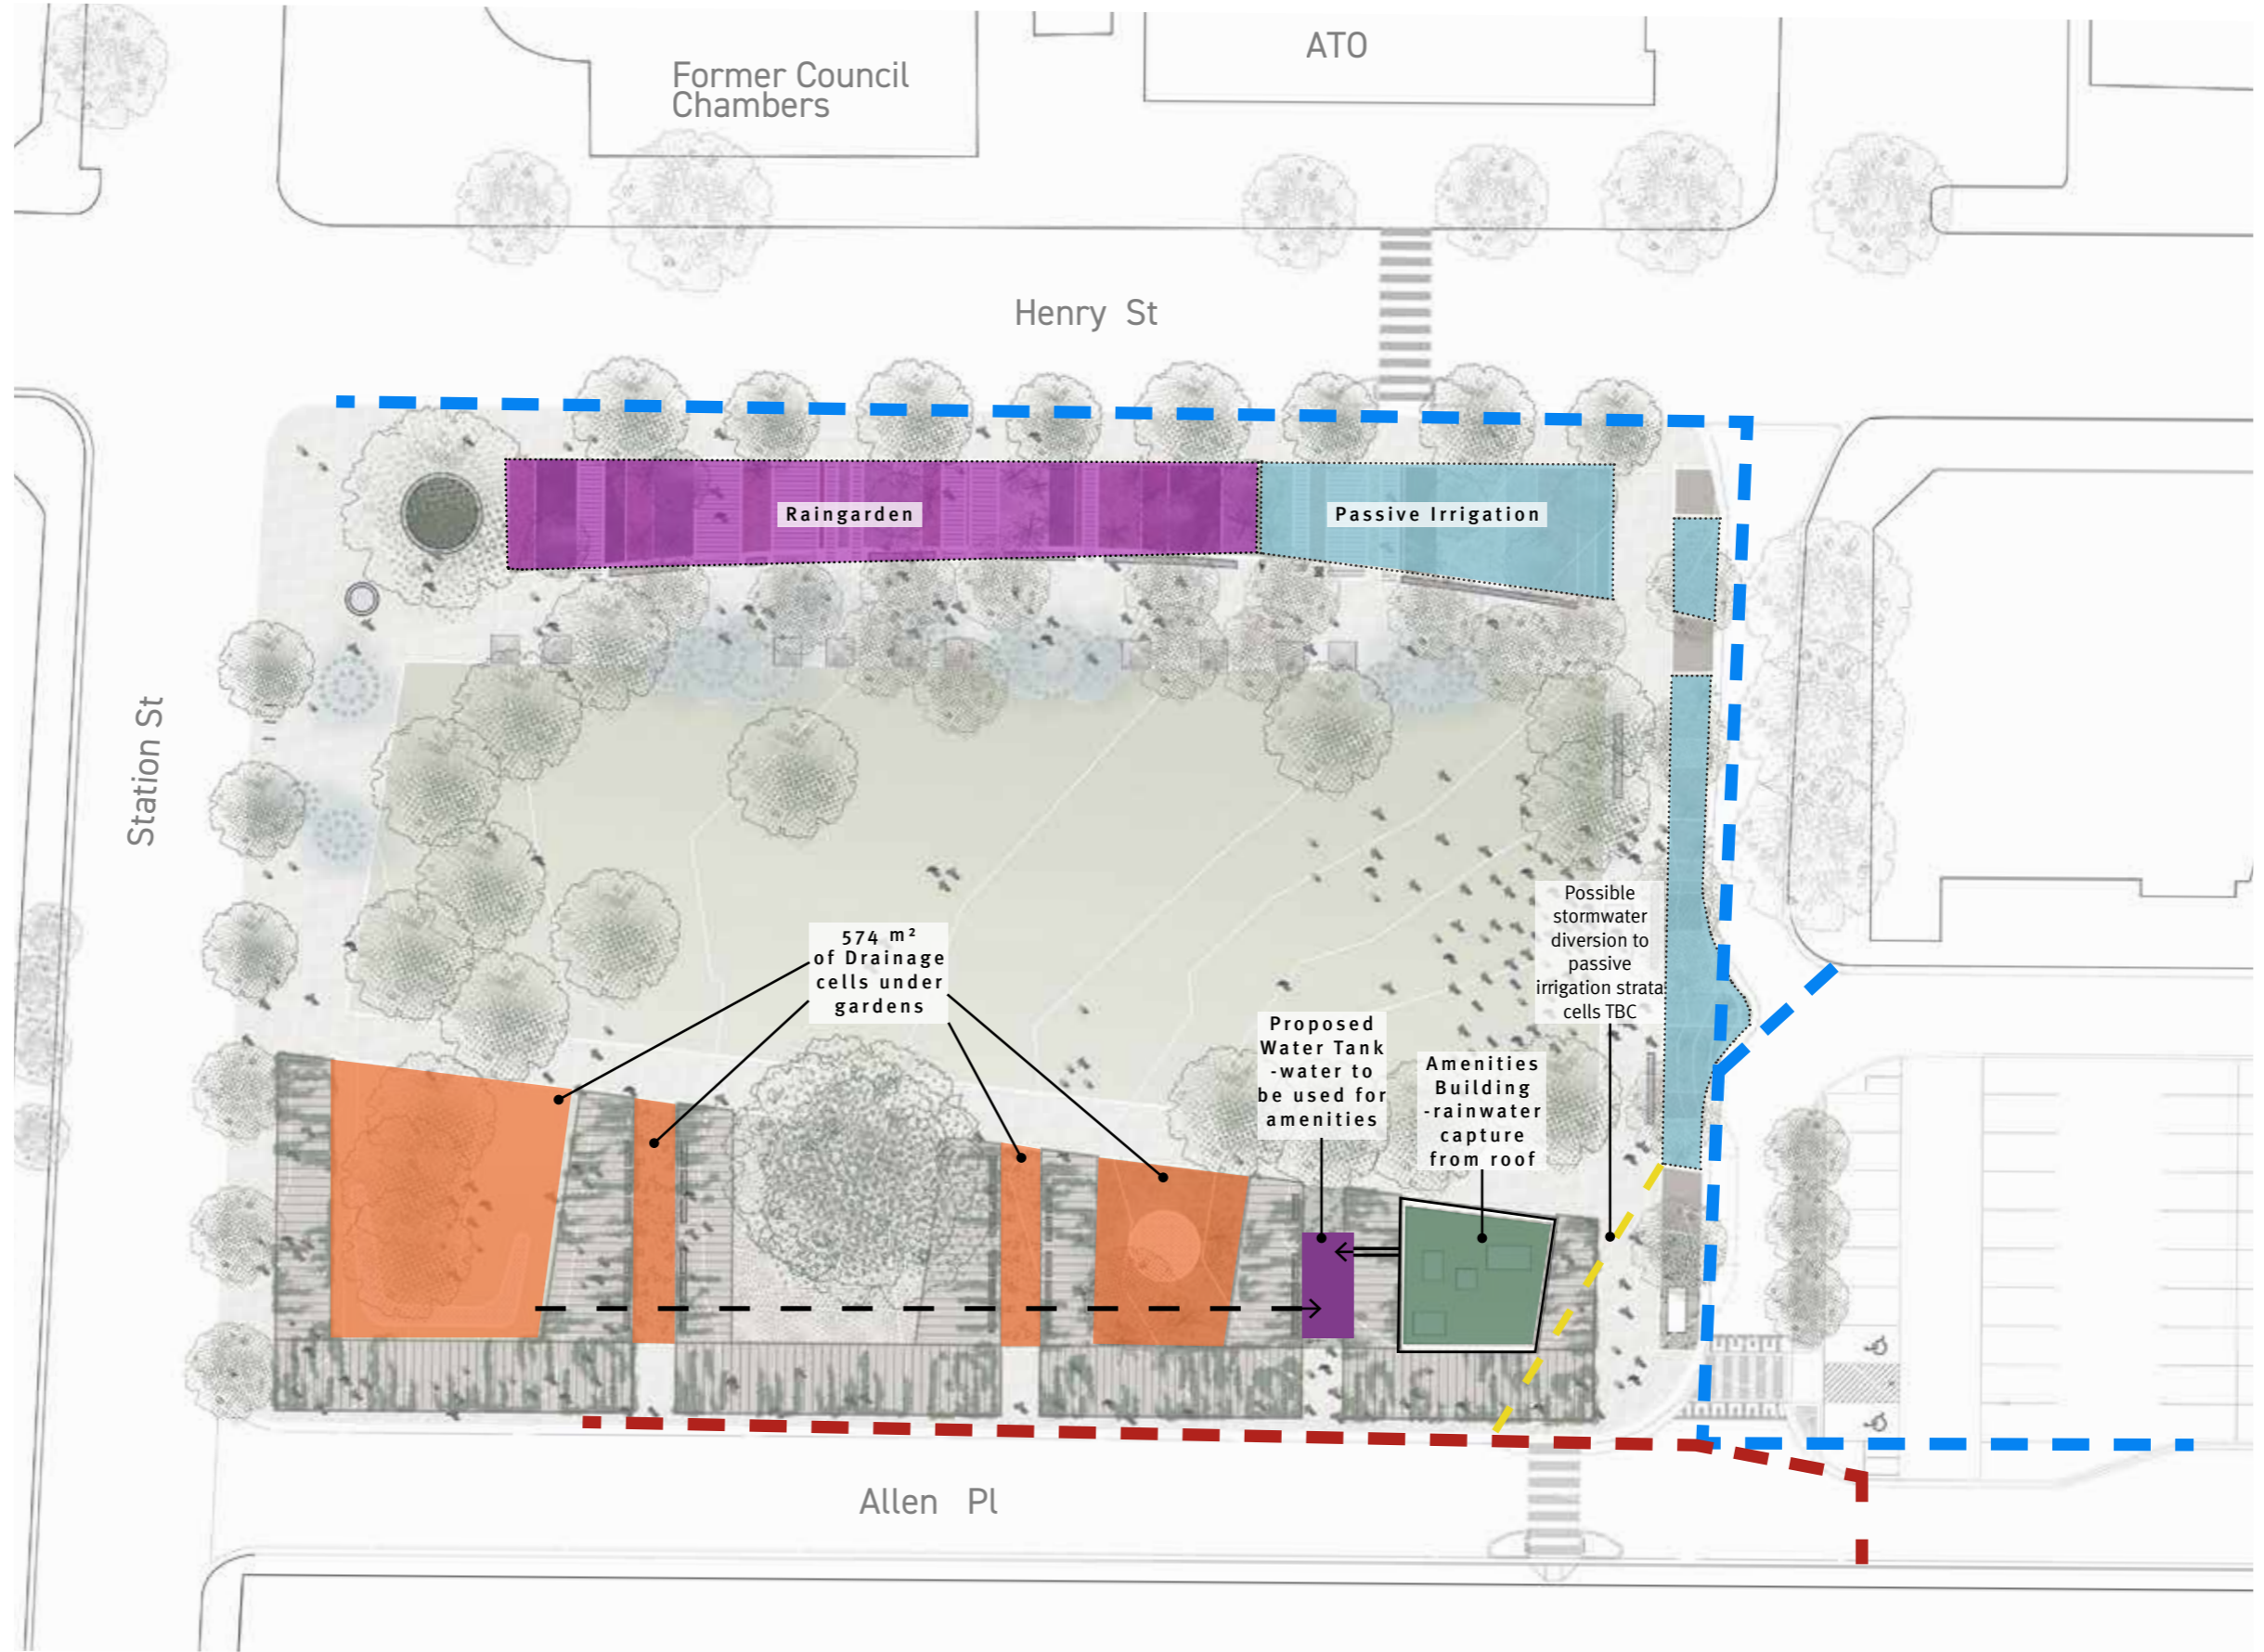 Former Council
Chambers
ATO
Henry St
Raingarden
Passive Irrigation
Station St
574 m²
of Drainage
cells under
gardens
Possible
stormwater
diversion to
passive
irrigation strata
cells TBC
Proposed
Water Tank
-water to
be used for
amenities
Amenities
Building
-rainwater
capture
from roof
Allen Pl